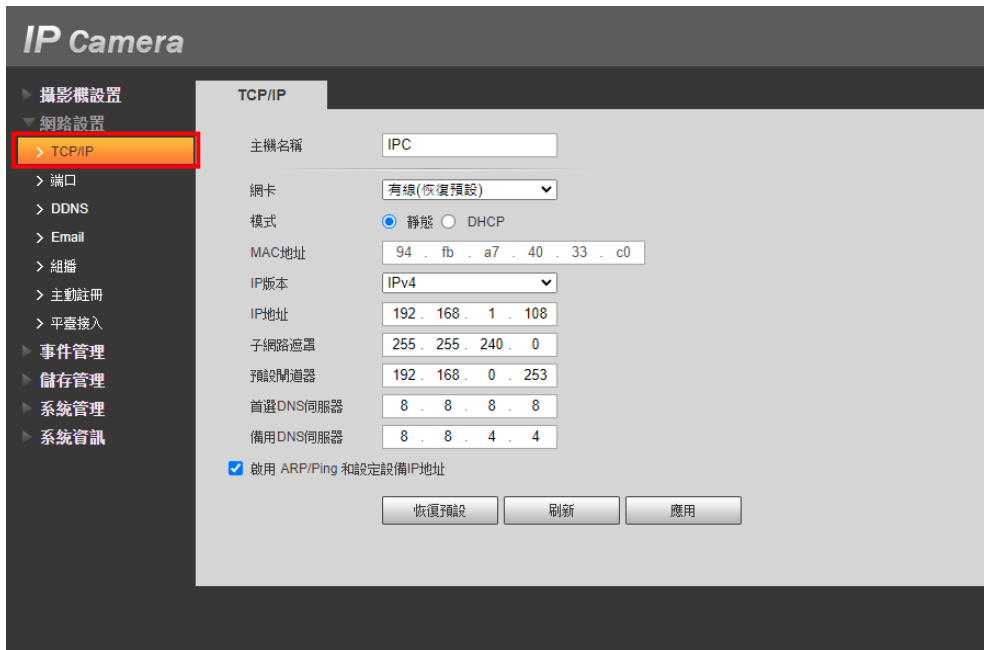 IP Camera
攝影機設置
網路設置
TCP/IP
端口
DDNS
Email
組播
主動註冊
平臺接入
事件管理
儲存管理
系統管理
系統資訊
TCP/IP
主機名稱 IPC
網卡 有線(恢復預設)
模式 靜態 DHCP
MAC地址 94 . fb . a7 . 40 . 33 . c0
IP版本 IPv4
IP地址 192 . 168 . 1 . 108
子網路遮罩 255 . 255 . 240 . 0
預設閘道器 192 . 168 . 0 . 253
首選DNS伺服器 8 . 8 . 8 . 8
備用DNS伺服器 8 . 8 . 4 . 4
啟用 ARP/Ping 和設定設備IP地址
恢復預設 刷新 應用